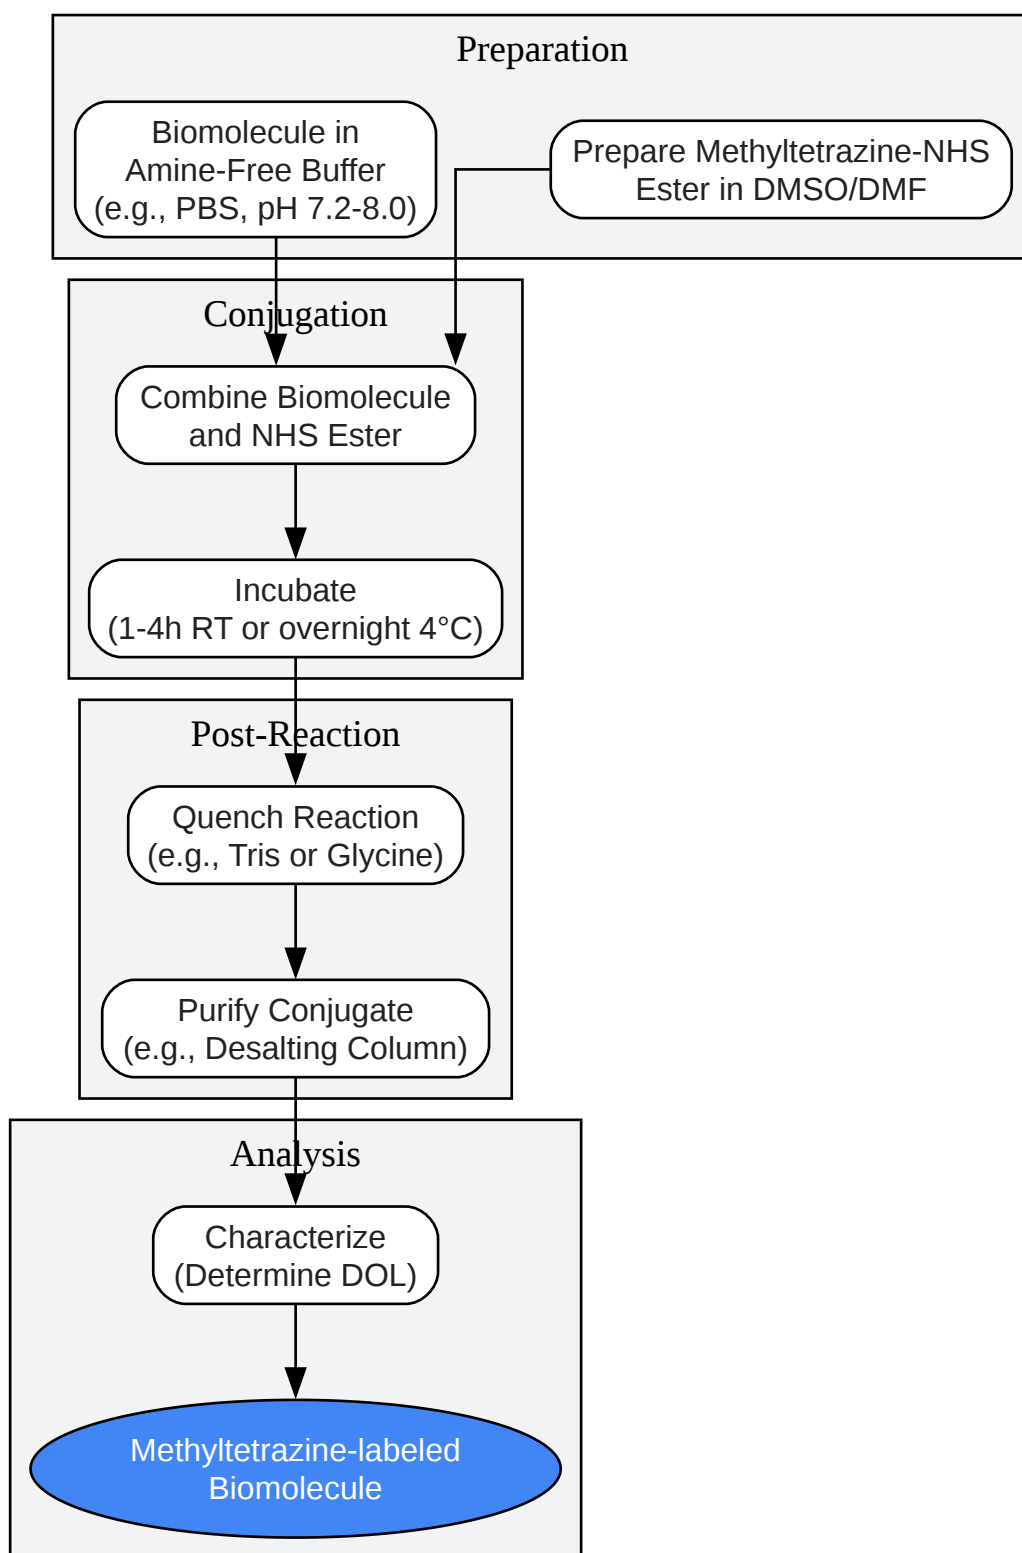 Preparation
Biomolecule in
Amine-Free Buffer
(e.g., PBS, pH 7.2-8.0)
Prepare Methyltetrazine-NHS
Ester in DMSO/DMF
Conjugation
Combine Biomolecule
and NHS Ester
Incubate
(1-4h RT or overnight 4°C)
Post-Reaction
Quench Reaction
(e.g., Tris or Glycine)
Purify Conjugate
(e.g., Desalting Column)
Analysis
Characterize
(Determine DOL)
Methyltetrazine-labeled
Biomolecule